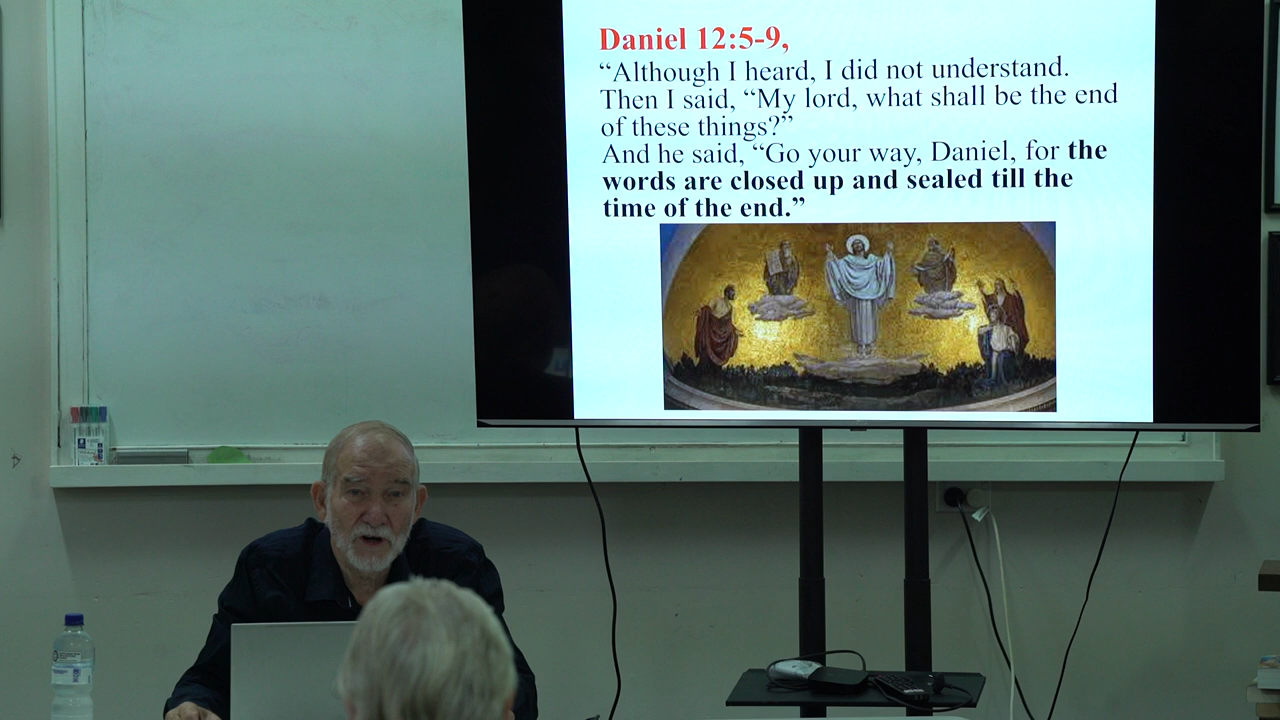 Daniel 12:5-9,
“Although I heard, I did not understand.
Then I said, “My lord, what shall be the end
of these things?”
And he said, “Go your way, Daniel, for the
words are closed up and sealed till the
time of the end.”